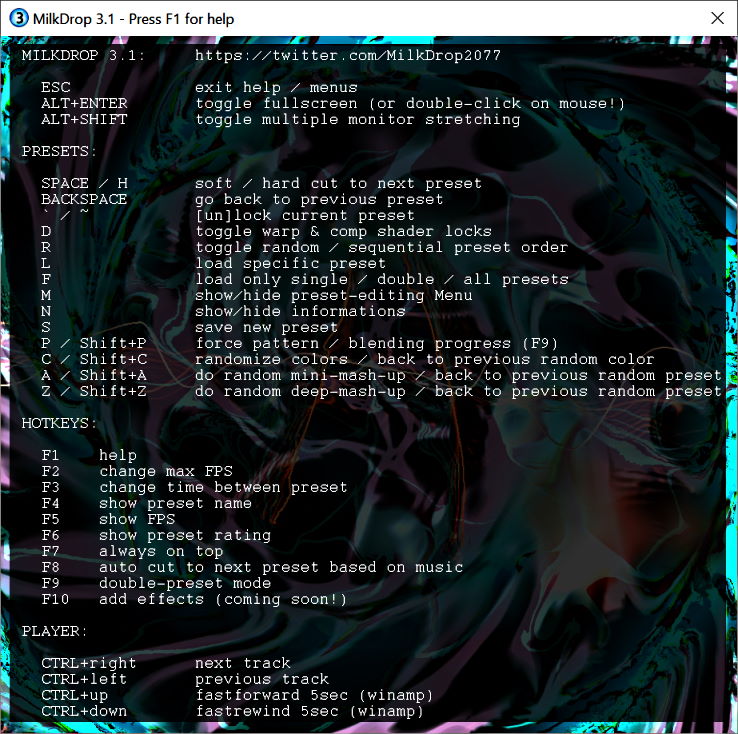 MilkDrop 3.1 - Press F1 for help
MILKDROP 3.1: https://twitter.com/MilkDrop2077
ESC exit help / menus
ALT+ENTER toggle fullscreen (or double-click on mouse!)
ALT+SHIFT toggle multiple monitor stretching
PRESETS:
SPACE / H soft / hard cut to next preset
BACKSPACE go back to previous preset
` / ~ [un]lock current preset
D toggle warp & comp shader locks
R toggle random / sequential preset order
L load specific preset
F load only single / double / all presets
M show/hide preset-editing Menu
N show/hide informations
S save new preset
P / Shift+P force pattern / blending progress (F9)
C / Shift+C randomize colors / back to previous random color
A / Shift+A do random mini-mash-up / back to previous random preset
Z / Shift+Z do random deep-mash-up / back to previous random preset
HOTKEYS:
F1 help
F2 change max FPS
F3 change time between preset
F4 show preset name
F5 show FPS
F6 show preset rating
F7 always on top
F8 auto cut to next preset based on music
F9 double-preset mode
F10 add effects (coming soon!)
PLAYER:
CTRL+right next track
CTRL+left previous track
CTRL+up fastforward 5sec (winamp)
CTRL+down fastrewind 5sec (winamp)